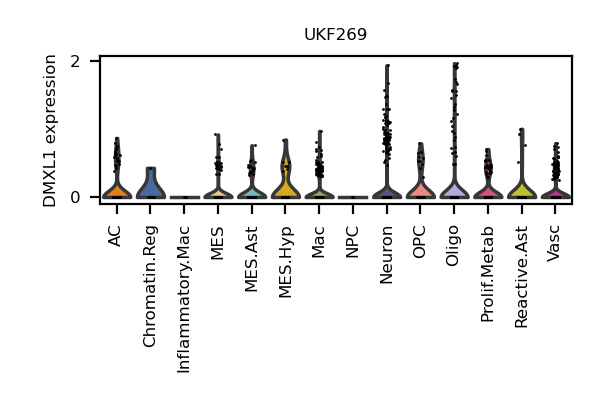 UKF269
DMXL1 expression
2
0
AC
Chromatin.Reg
Inflammatory.Mac
MES
MES.Ast
MES.Hyp
Mac
NPC
Neuron
OPC
Oligo
Prolif.Metab
Reactive.Ast
Vasc